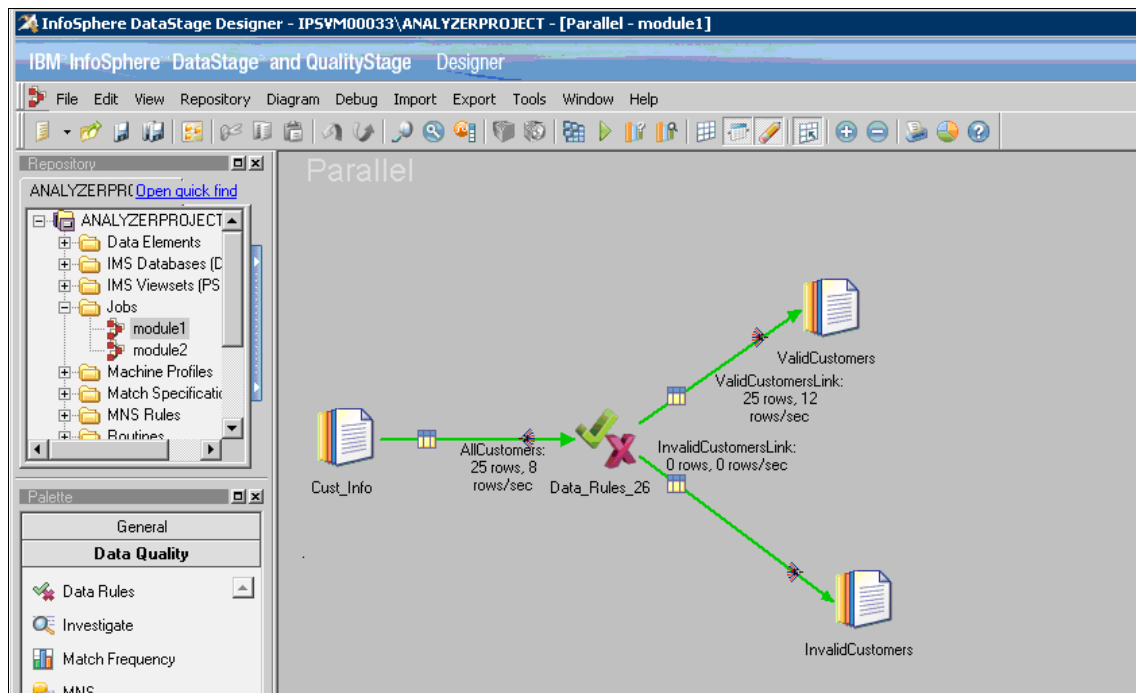 InfoSphere DataStage Designer - IPSVM00033\ANALYZERPROJECT - [Parallel - module1]
IBM InfoSphere DataStage and QualityStage Designer
File Edit View Repository Diagram Debug Import Export Tools Window Help
Repository
ANALYZERPR( Open quick find
ANALYZERPROJECT
Data Elements
IMS Databases (D
IMS Viewsets (PS
Jobs
module1
module2
Machine Profiles
Match Specificatic
MNS Rules
Routines
Palette
General
Data Quality
Data Rules
Investigate
Match Frequency
MNS
Parallel
Cust_Info
AllCustomers:
25 rows, 8
rows/sec
Data_Rules_26
ValidCustomers
ValidCustomersLink:
25 rows, 12
rows/sec
InvalidCustomersLink:
0 rows, 0 rows/sec
InvalidCustomers